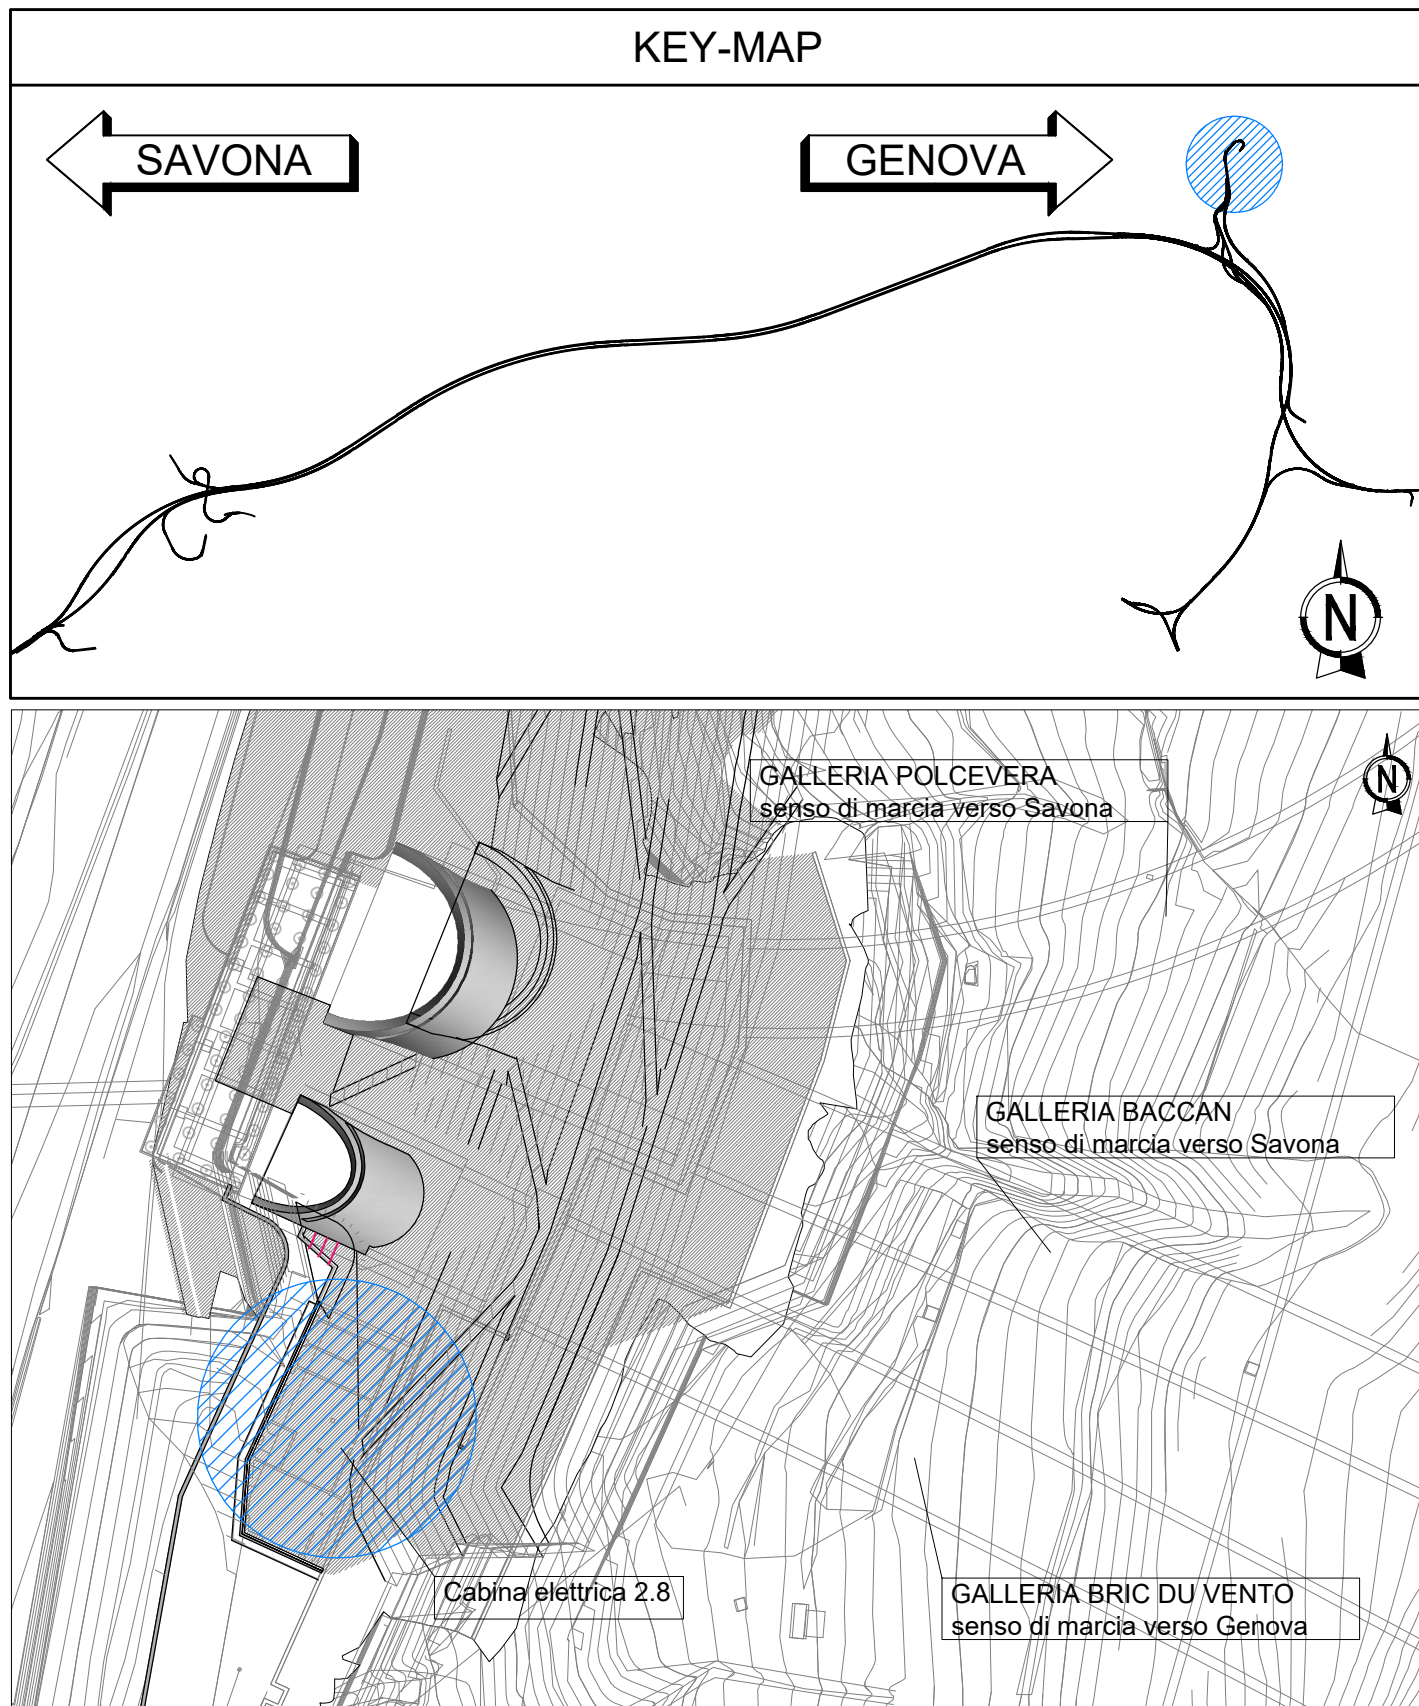 KEY-MAP
SAVONA
GENOVA
N
N
GALLERIA POLCEVERA
senso di marcia verso Savona
GALLERIA BACCAN
senso di marcia verso Savona
Cabina elettrica 2.8
GALLERIA BRIC DU VENTO
senso di marcia verso Genova